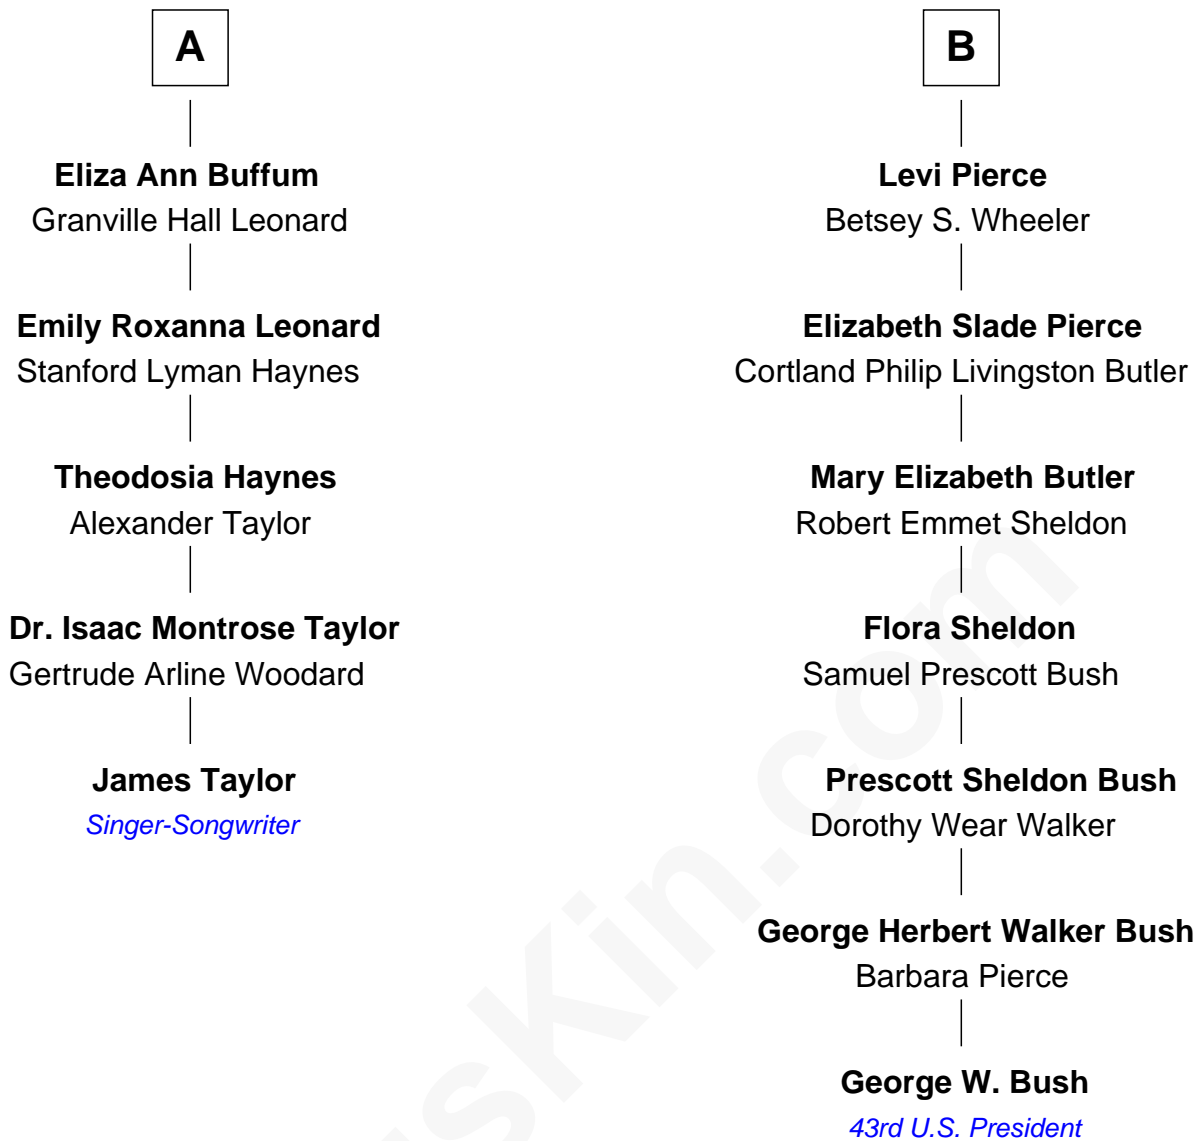 A
Eliza Ann Buffum
Granville Hall Leonard
Emily Roxanna Leonard
Stanford Lyman Haynes
Theodosia Haynes
Alexander Taylor
Dr. Isaac Montrose Taylor
Gertrude Arline Woodard
James Taylor
Singer-Songwriter
B
Levi Pierce
Betsey S. Wheeler
Elizabeth Slade Pierce
Cortland Philip Livingston Butler
Mary Elizabeth Butler
Robert Emmet Sheldon
Flora Sheldon
Samuel Prescott Bush
Prescott Sheldon Bush
Dorothy Wear Walker
George Herbert Walker Bush
Barbara Pierce
George W. Bush
43rd U.S. President